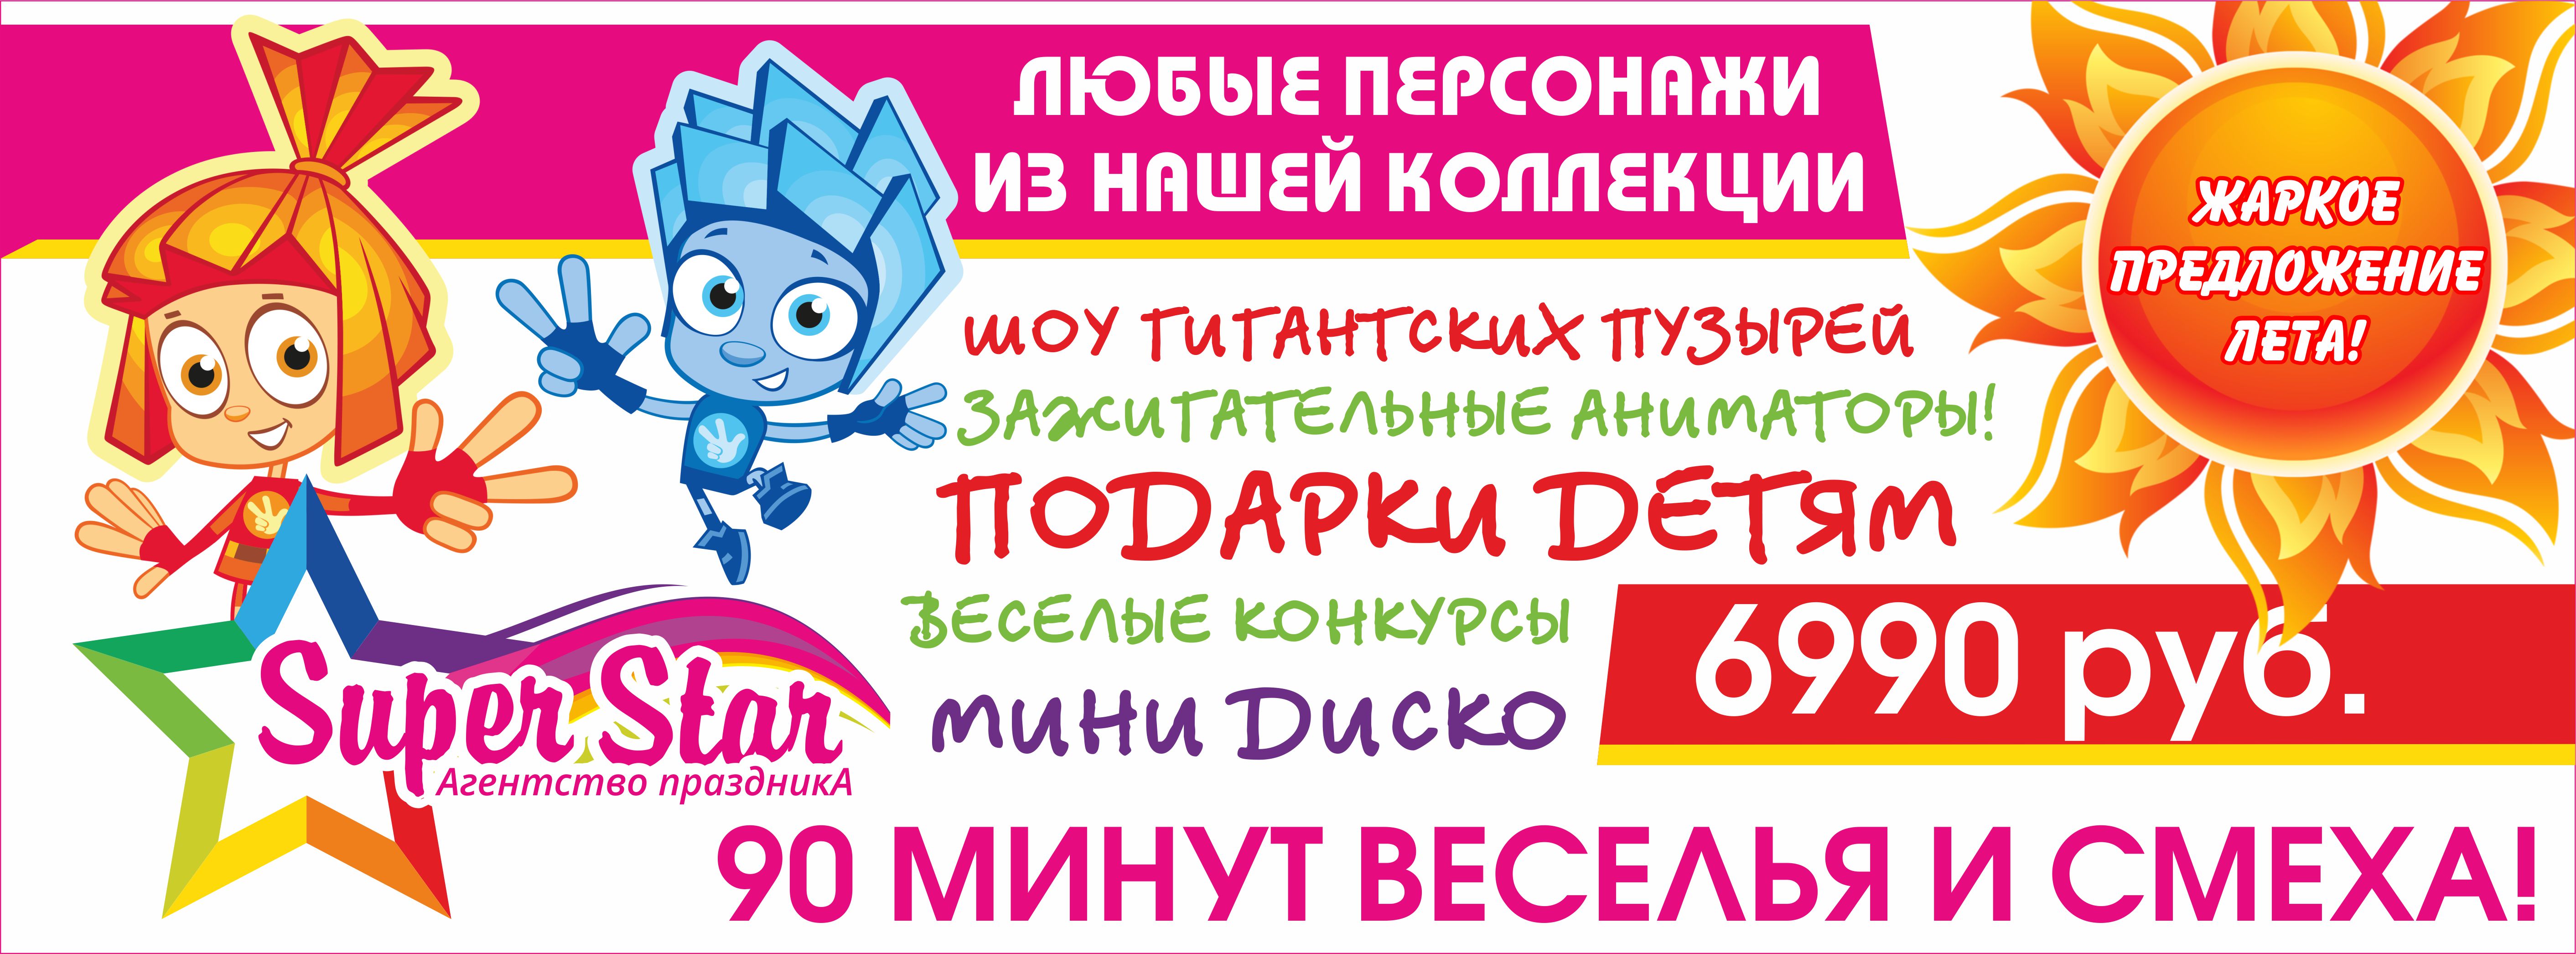 ЛЮБЫЕ ПЕРСОНАЖИ
ИЗ НАШЕЙ КОЛЛЕКЦИИ
ЖАРКОЕ
ПРЕДЛОЖЕНИЕ
ЛЕТА!
ШОУ ГИГАНТСКИХ ПУЗЫРЕЙ
ЗАЖИГАТЕЛЬНЫЕ АНИМАТОРЫ!
ПОДАРКИ ДЕТЯМ
ВЕСЕЛЫЕ КОНКУРСЫ
МИНИ ДИСКО
6990 руб.
Super Star
Агентство праздникА
90 МИНУТ ВЕСЕЛЬЯ И СМЕХА!